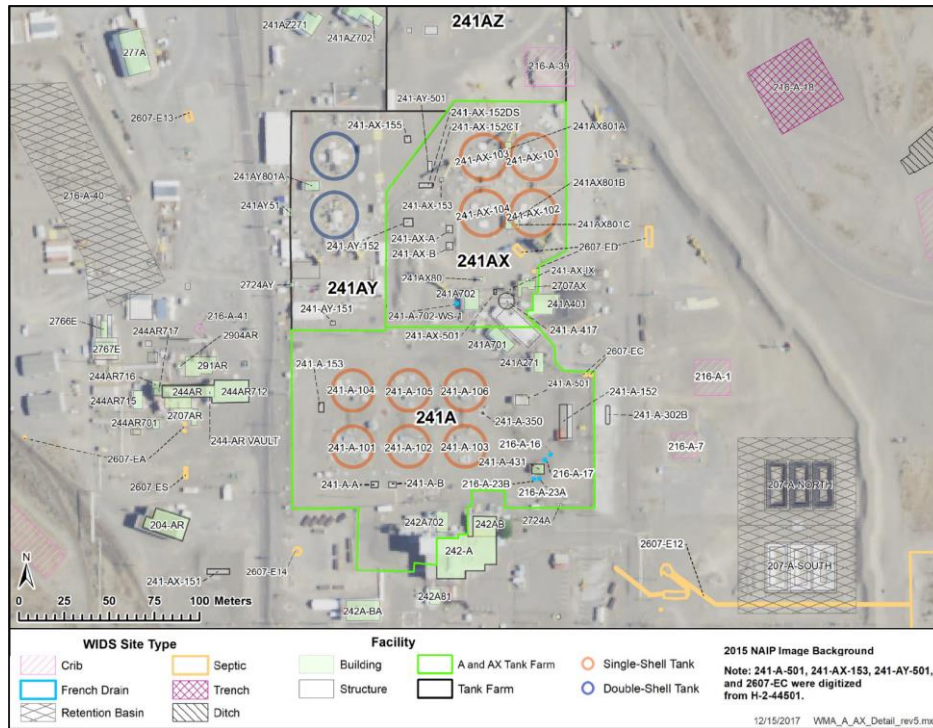 241AZ
241AZ271
241AZ702
277A
216-A-39
216-A-18
241-AY-501
241-AX-152DS
241-AX-152CT
241-AX-155
241AX801A
2607-E13
241-AX-103
241-AX-101
241AY801A
241AX801B
216-A-40
241AY51
241-AX-153
241-AX-104
241-AX-102
241AX801C
241-AY-152
241-AX-A
2607-ED
241-AX-B
241AX
241-AX-IX
241AX80
2724AY
241AY
241A702
2707AX
241A401
241-AY-151
241-A-702-WS-1
216-A-41
241-AX-501
241-A-417
2766E
244AR717
2904AR
241A701
2767E
241-A-153
241A271
2607-EC
244AR716
291AR
241-A-501
241-A-152
216-A-1
241-A-104
241-A-105
241-A-106
244AR
244AR712
244AR715
241A
241-A-350
241-A-302B
2707AR
244AR701
244-AR VAULT
241-A-101
241-A-102
241-A-103
216-A-16
216-A-7
2607-EA
241-A-431
216-A-17
207-A-NORTH
2607-ES
241-A-A
241-A-B
216-A-23B
216-A-23A
2724A
204-AR
242A702
242AB
242-A
2607-E12
207-A-SOUTH
241-AX-151
2607-E14
242A81
242A-BA
N
0 25 50 100 Meters
WIDS Site Type
Crib
French Drain
Retention Basin
Septic
Trench
Ditch
Facility
Building
Structure
A and AX Tank Farm
Tank Farm
Single-Shell Tank
Double-Shell Tank
2015 NAIP Image Background
Note: 241-A-501, 241-AX-153, 241-AY-501,
and 2607-EC were digitized
from H-2-44501.
12/15/2017 WMA_A_AX_Detail_rev5.mx